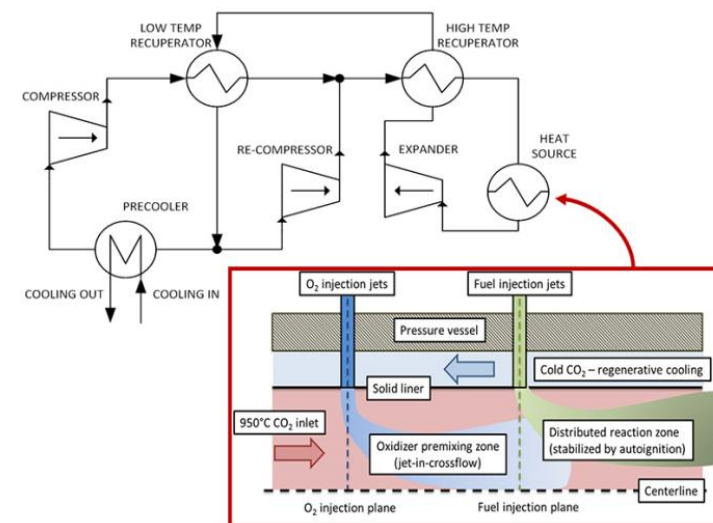 LOW TEMP
RECUPERATOR
HIGH TEMP
RECUPERATOR
COMPRESSOR
RE-COMPRESSOR
EXPANDER
HEAT
SOURCE
PRECOOLER
COOLING OUT
COOLING IN
O₂ injection jets
Fuel injection jets
Pressure vessel
Cold CO₂ – regenerative cooling
Solid liner
950°C CO₂ inlet
Oxidizer premixing zone
(jet-in-crossflow)
Distributed reaction zone
(stabilized by autoignition)
Centerline
O₂ injection plane
Fuel injection plane